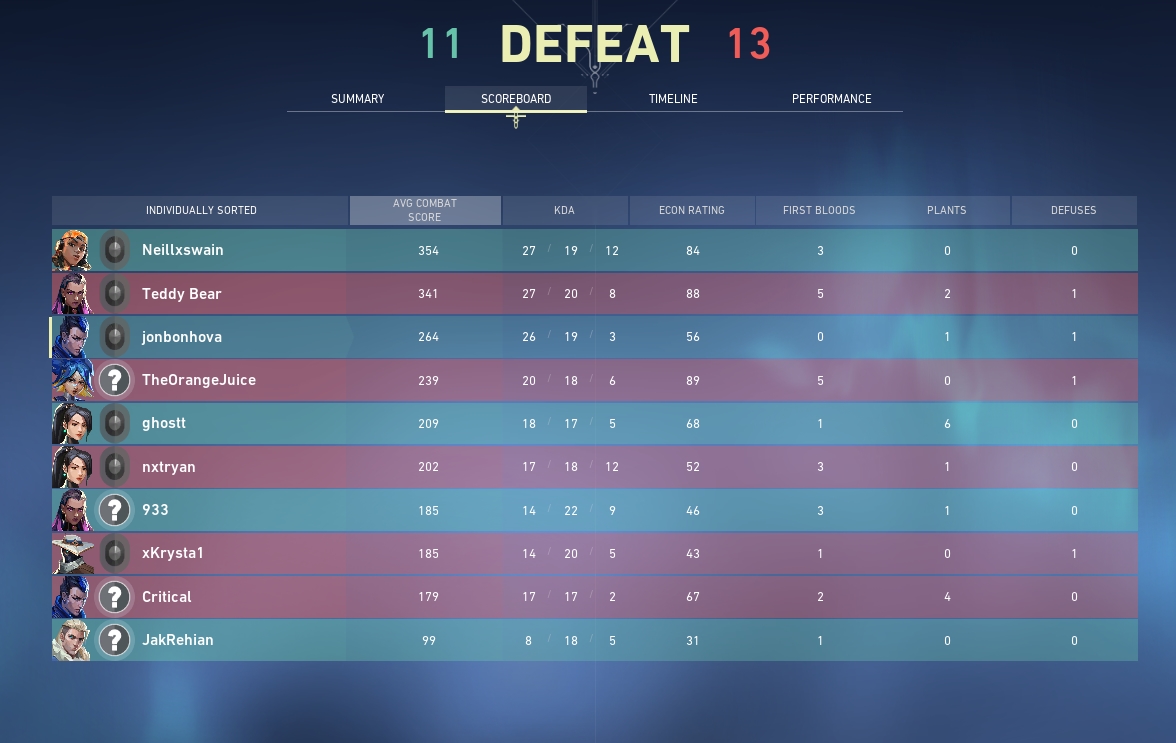 11 DEFEAT 13
SUMMARY SCOREBOARD TIMELINE PERFORMANCE
INDIVIDUALLY SORTED AVG COMBAT SCORE KDA ECON RATING FIRST BLOODS PLANTS DEFUSES
Neillxswain 354 27 / 19 / 12 84 3 0 0
Teddy Bear 341 27 / 20 / 8 88 5 2 1
jonbonhova 264 26 / 19 / 3 56 0 1 1
? TheOrangeJuice 239 20 / 18 / 6 89 5 0 1
ghostt 209 18 / 17 / 5 68 1 6 0
nxtryan 202 17 / 18 / 12 52 3 1 0
? 933 185 14 / 22 / 9 46 3 1 0
xKrysta1 185 14 / 20 / 5 43 1 0 1
? Critical 179 17 / 17 / 2 67 2 4 0
? JakRehian 99 8 / 18 / 5 31 1 0 0